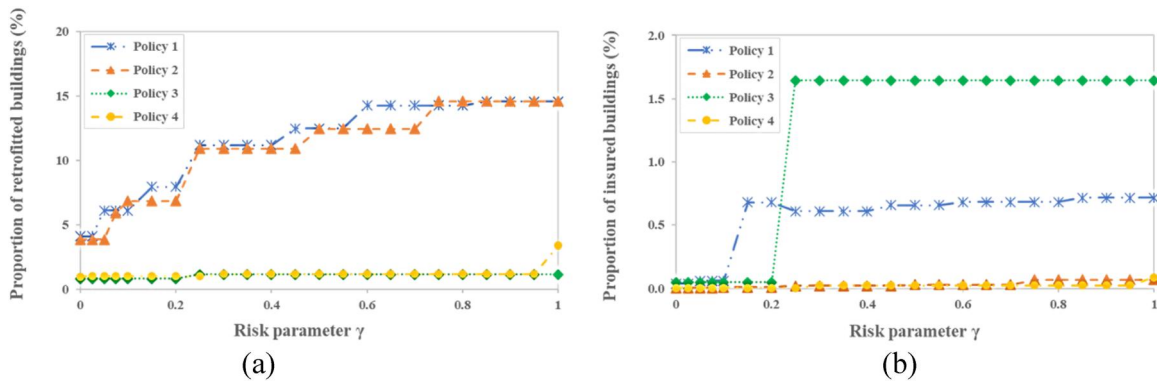 Proportion of retrofitted buildings (%)
20
15
10
5
0
Policy 1
Policy 2
Policy 3
Policy 4
0
0.2
0.4
0.6
0.8
1
Risk parameter γ
(a)
Proportion of insured buildings (%)
2.0
1.5
1.0
0.5
0.0
Policy 1
Policy 2
Policy 3
Policy 4
0
0.2
0.4
0.6
0.8
1
Risk parameter γ
(b)